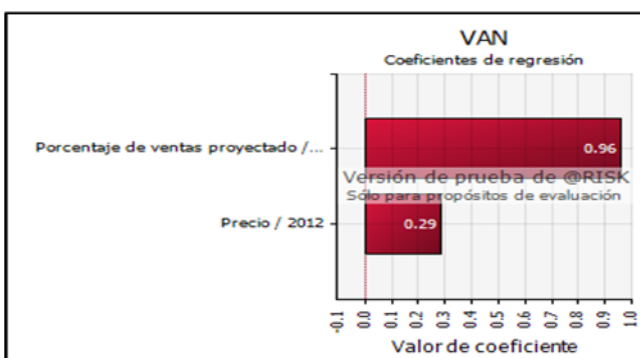 VAN
Coeficientes de regresión
Porcentaje de ventas proyectado /...
0.96
Versión de prueba de @RISK
Sólo para propósitos de evaluación
Precio / 2012
0.29
-0.1
0.0
0.1
0.2
0.3
0.4
0.5
0.6
0.7
0.8
0.9
1.0
Valor de coeficiente